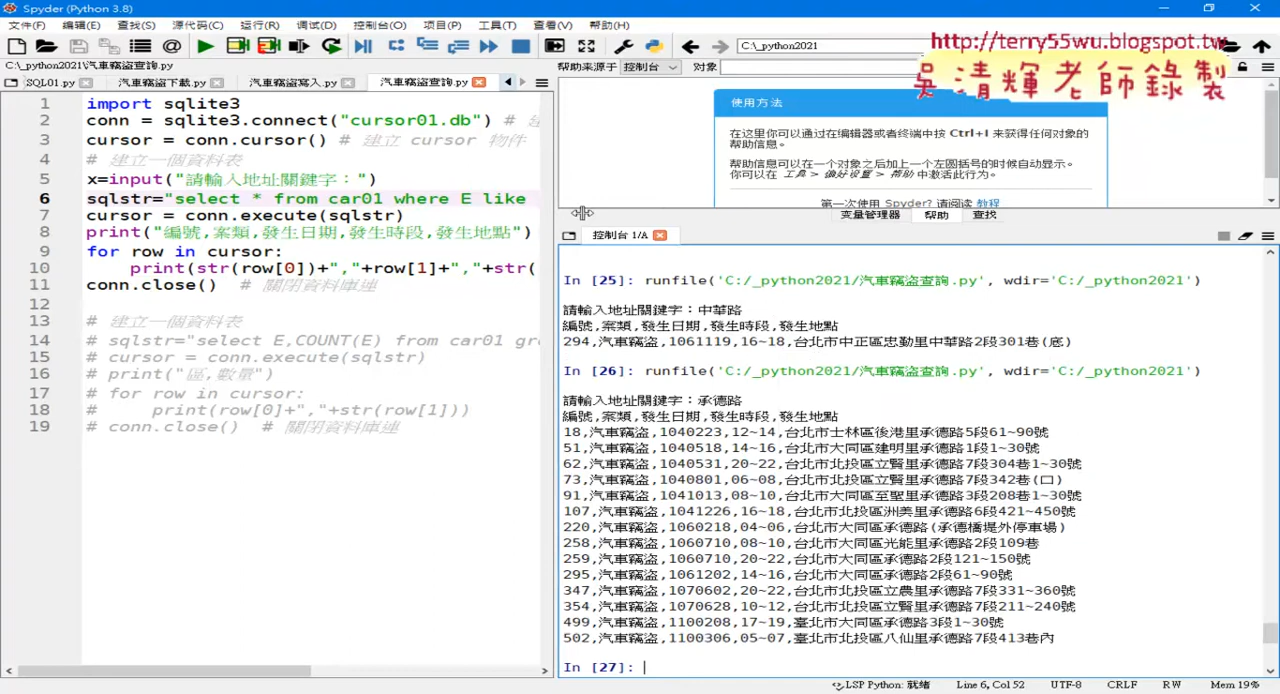 Spyder (Python 3.8)
文件(F) 编辑(E) 查找(S) 源代码(C) 运行(R) 调试(D) 控制台(O) 项目(P) 工具(T) 查看(V) 帮助(H)
C:\_python2021
http://terry55wu.blogspot.tw
吳清輝老師錄製
C:\_python2021\汽車竊盜查詢.py
帮助来源于 控制台 对象
SQL01.py 汽車竊盜下載.py 汽車竊盜寫入.py 汽車竊盜查詢.py
1 import sqlite3
2 conn = sqlite3.connect("cursor01.db") #
3 cursor = conn.cursor() # 建立 cursor 物件
4 # 建立一個資料表
5 x=input("請輸入地址關鍵字：")
6 sqlstr="select * from car01 where E like
7 cursor = conn.execute(sqlstr)
8 print("編號,案類,發生日期,發生時段,發生地點")
9 for row in cursor:
10 print(str(row[0])+","+row[1]+","+str(
11 conn.close() # 關閉資料庫連
12
13 # 建立一個資料表
14 # sqlstr="select E,COUNT(E) from car01 gr
15 # cursor = conn.execute(sqlstr)
16 # print("區,數量")
17 # for row in cursor:
18 # print(row[0]+","+str(row[1]))
19 # conn.close() # 關閉資料庫連
使用方法
在这里你可以通过在编辑器或者终端中按 Ctrl+I 来获得任何对象的
帮助信息。
帮助信息可以在一个对象之后加上一个左圆括号的时候自动显示。
你可以在 工具 > 偏好设置 > 帮助 中激活此行为。
第一次使用 Spyder? 请阅读 教程
变量管理器 帮助 查找
控制台 1/A
In [25]: runfile('C:/_python2021/汽車竊盜查詢.py', wdir='C:/_python2021')
請輸入地址關鍵字：中華路
編號,案類,發生日期,發生時段,發生地點
294,汽車竊盜,1061119,16~18,台北市中正區忠勤里中華路2段301巷(底)
In [26]: runfile('C:/_python2021/汽車竊盜查詢.py', wdir='C:/_python2021')
請輸入地址關鍵字：承德路
編號,案類,發生日期,發生時段,發生地點
18,汽車竊盜,1040223,12~14,台北市士林區後港里承德路5段61~90號
51,汽車竊盜,1040518,14~16,台北市大同區建明里承德路1段1~30號
62,汽車竊盜,1040531,20~22,台北市北投區立賢里承德路7段304巷1~30號
73,汽車竊盜,1040801,06~08,台北市北投區立賢里承德路7段342巷(口)
91,汽車竊盜,1041013,08~10,台北市大同區至聖里承德路3段208巷1~30號
107,汽車竊盜,1041226,16~18,台北市北投區洲美里承德路6段421~450號
220,汽車竊盜,1060218,04~06,台北市大同區承德路(承德橋堤外停車場)
258,汽車竊盜,1060710,08~10,台北市大同區光能里承德路2段109巷
259,汽車竊盜,1060710,20~22,台北市大同區承德路2段121~150號
295,汽車竊盜,1061202,14~16,台北市大同區承德路2段61~90號
347,汽車竊盜,1070602,20~22,台北市北投區立農里承德路7段331~360號
354,汽車竊盜,1070628,10~12,台北市北投區立賢里承德路7段211~240號
499,汽車竊盜,1100208,17~19,臺北市大同區承德路3段1~30號
502,汽車竊盜,1100306,05~07,臺北市北投區八仙里承德路7段413巷內
In [27]:
LSP Python: 就绪 Line 6, Col 52 UTF-8 CRLF RW Mem 19%